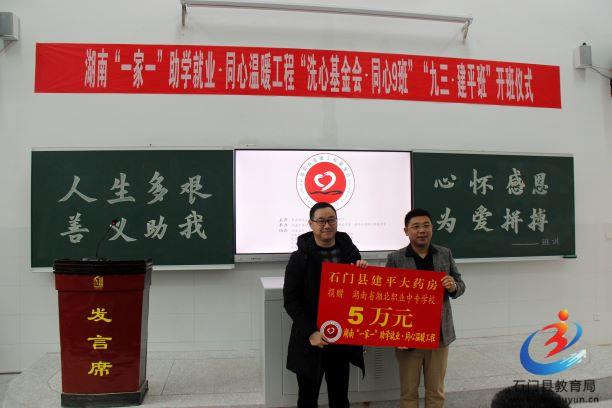 湖南“一家一”助学就业·同心温暖工程“洗心基金会·同心9班”“九三·建平班”开班仪式
人生多艰
善义助我
心怀感恩
为爱拼搏
——班训
发言席
石门县建平大药房
捐赠 湖南省湘北职业中专学校
5万元
湖南“一家一”助学就业·同心温暖工程
石门县教育局